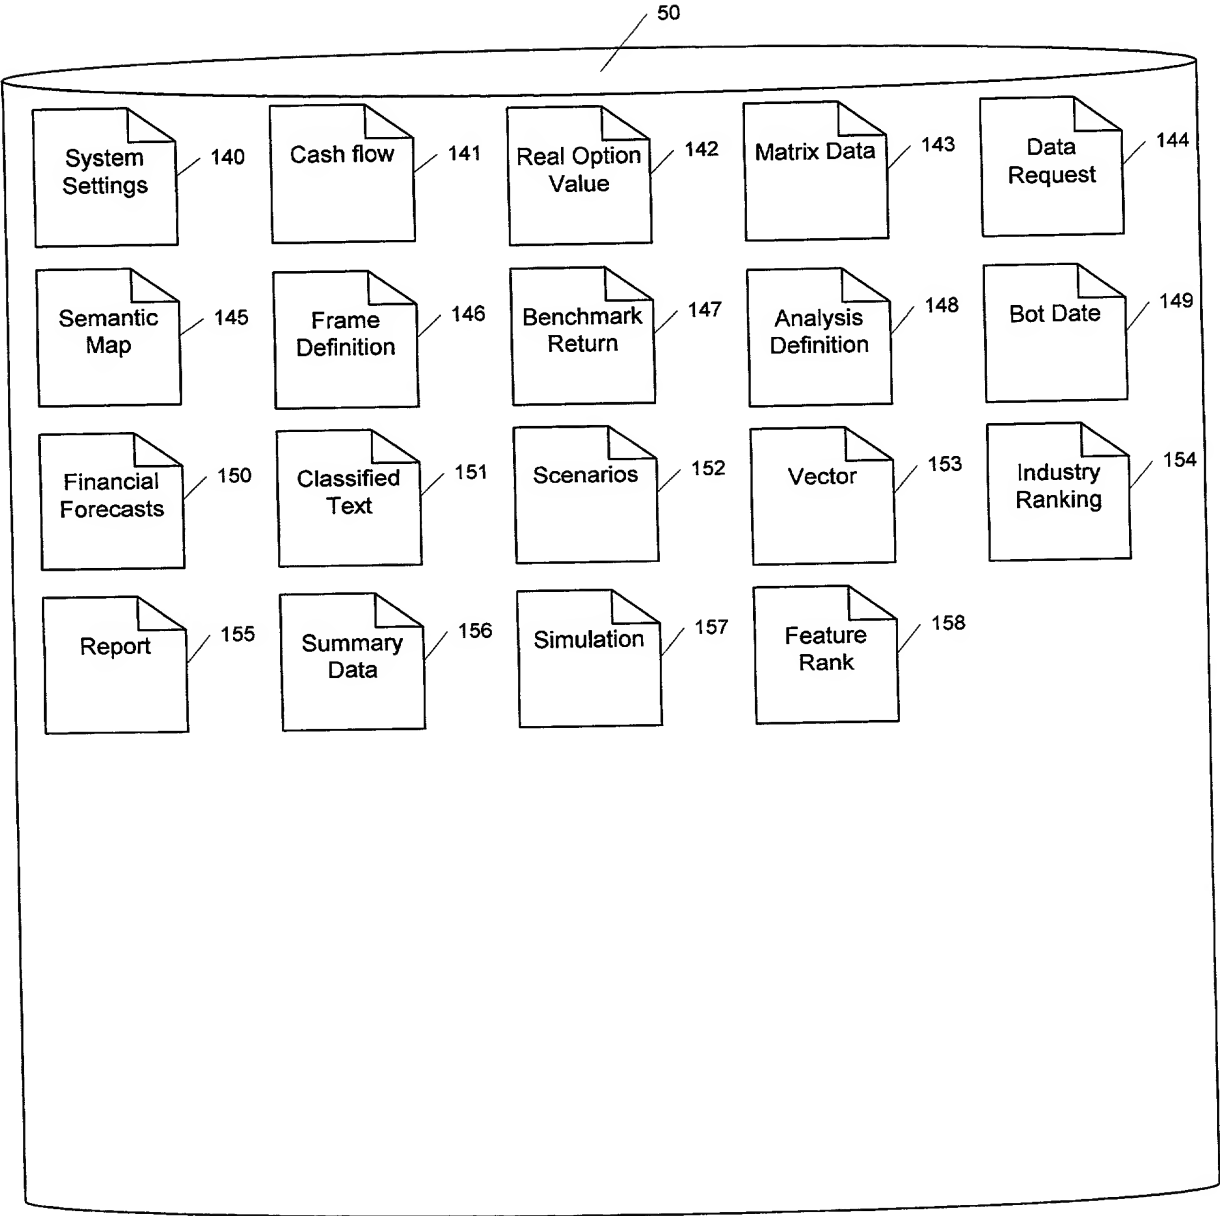 50
System
Settings
140
Cash flow
141
Real Option
Value
142
Matrix Data
143
Data
Request
144
Semantic
Map
145
Frame
Definition
146
Benchmark
Return
147
Analysis
Definition
148
Bot Date
149
Financial
Forecasts
150
Classified
Text
151
Scenarios
152
Vector
153
Industry
Ranking
154
Report
155
Summary
Data
156
Simulation
157
Feature
Rank
158